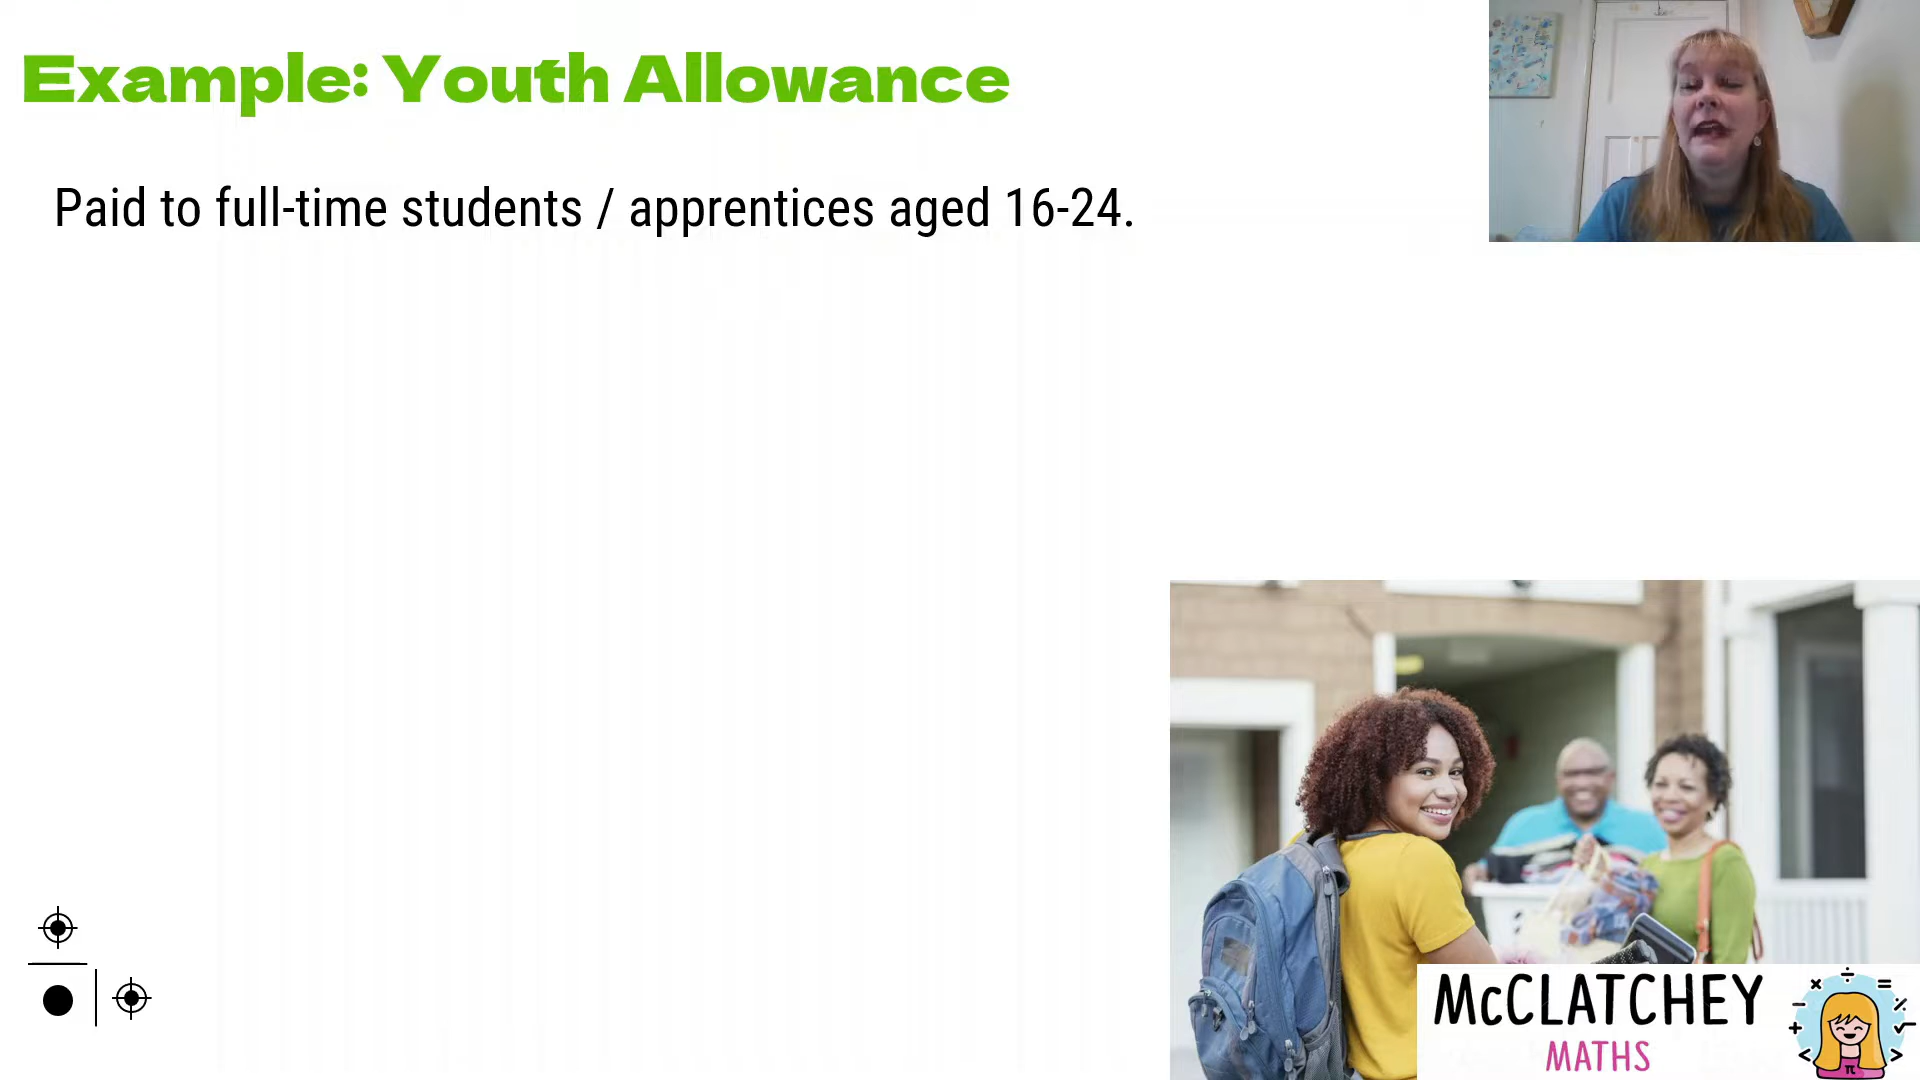 Example: Youth Allowance
Paid to full-time students / apprentices aged 16-24.
McCLATCHEY
MATHS